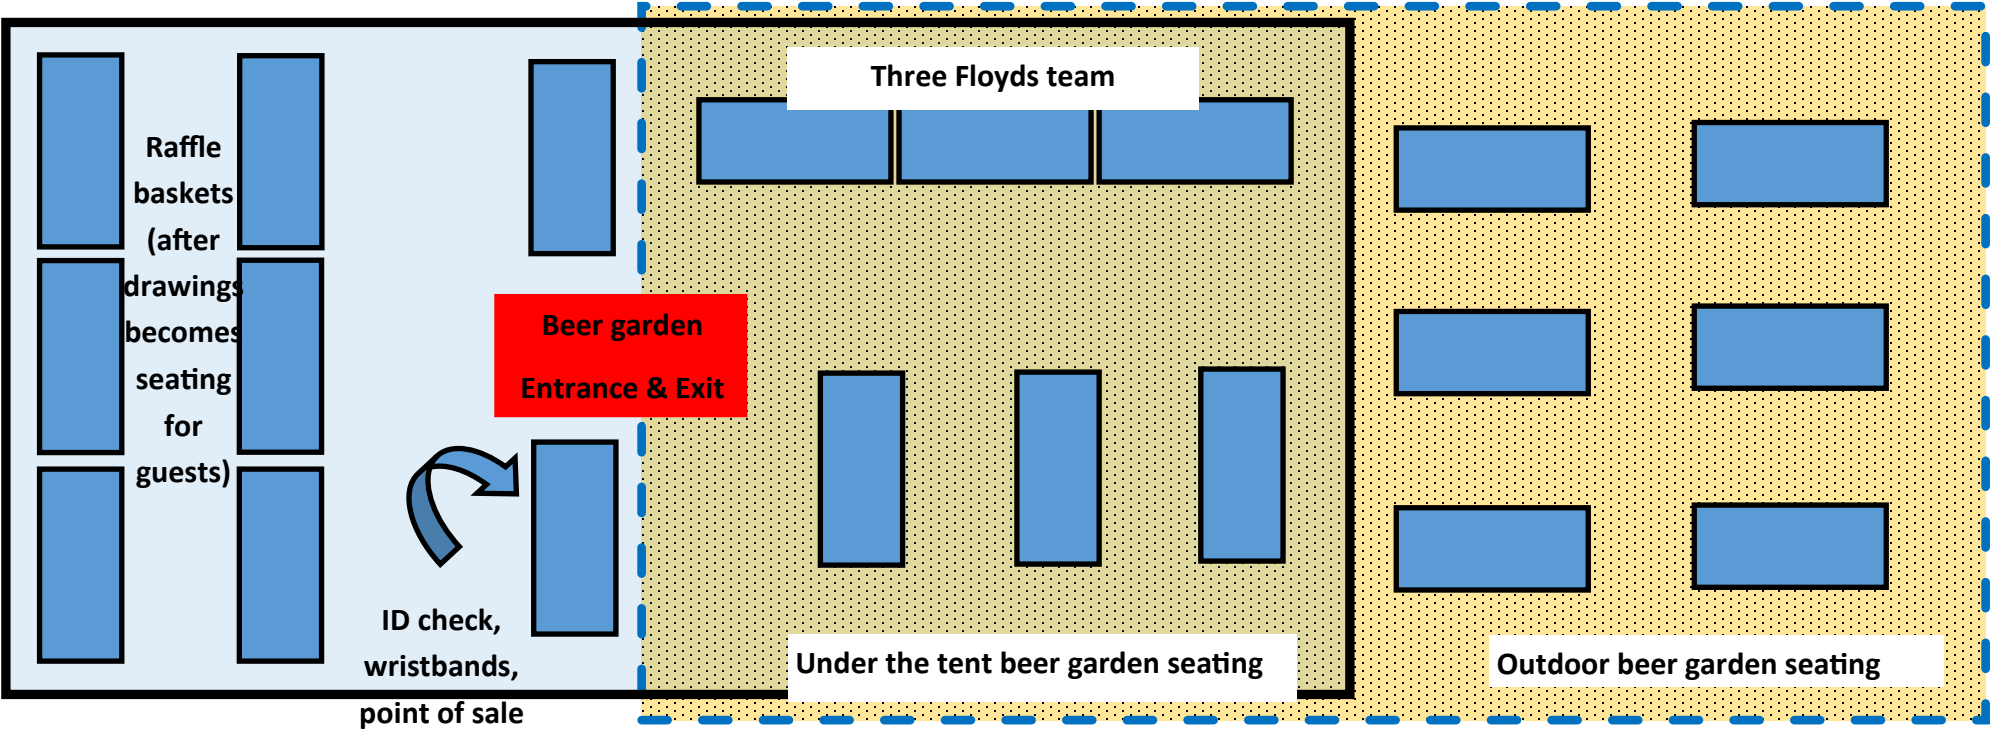 Three Floyds team
Raffle
baskets
(after
drawings
becomes
seating
for
guests)
Beer garden
Entrance & Exit
ID check,
wristbands,
point of sale
Under the tent beer garden seating
Outdoor beer garden seating